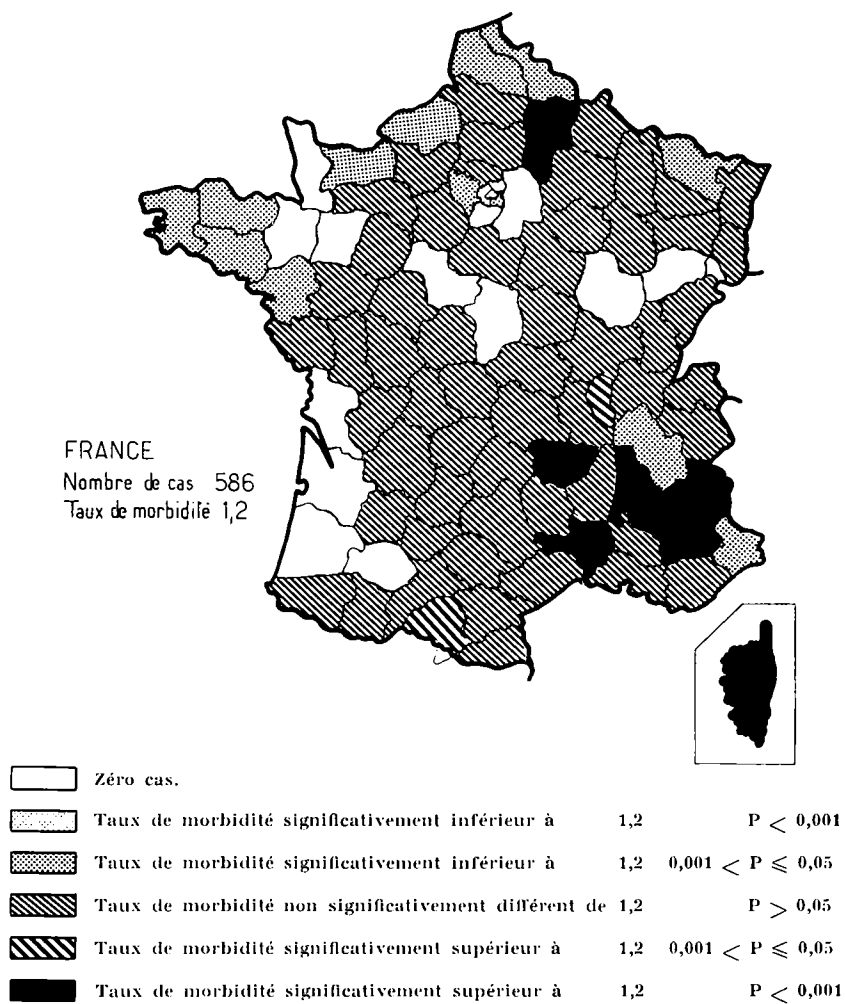 FRANCE
Nombre de cas 586
Taux de morbidité 1,2
Zéro cas.
Taux de morbidité significativement inférieur à 1,2 P < 0,001
Taux de morbidité significativement inférieur à 1,2 0,001 < P ⩽ 0,05
Taux de morbidité non significativement différent de 1,2 P > 0,05
Taux de morbidité significativement supérieur à 1,2 0,001 < P ⩽ 0,05
Taux de morbidité significativement supérieur à 1,2 P < 0,001